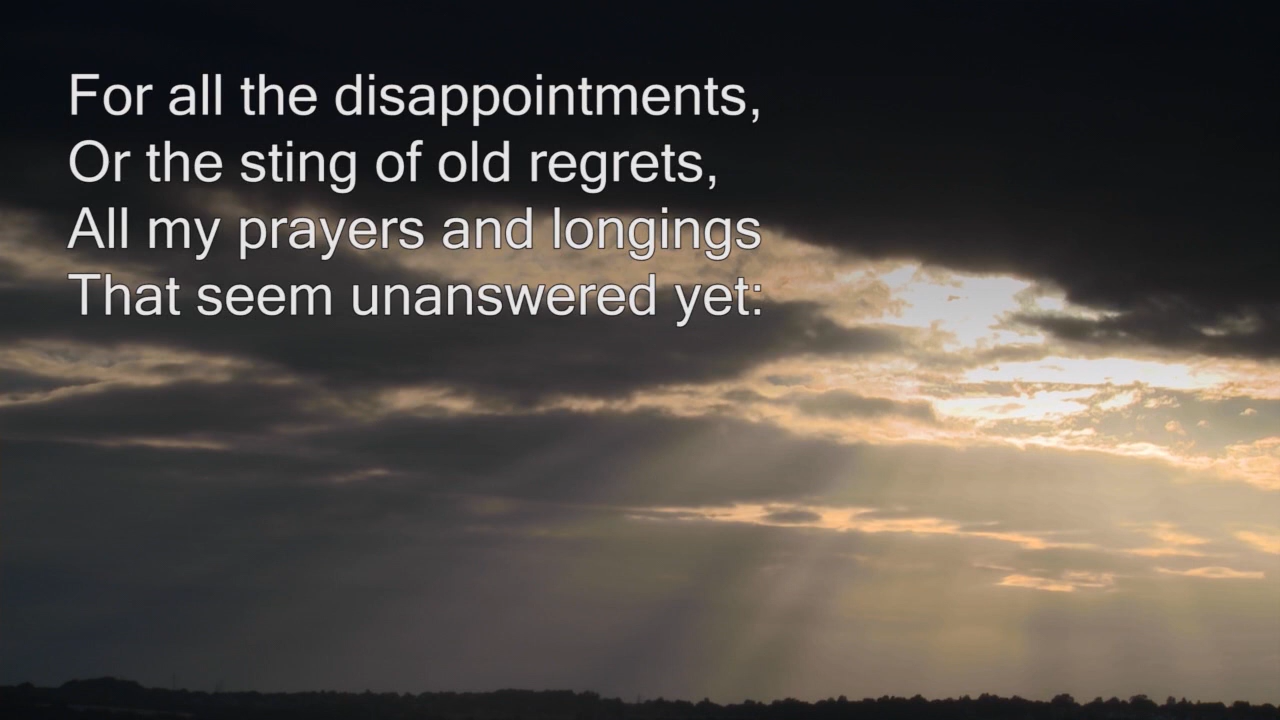 For all the disappointments,
Or the sting of old regrets,
All my prayers and longings
That seem unanswered yet: